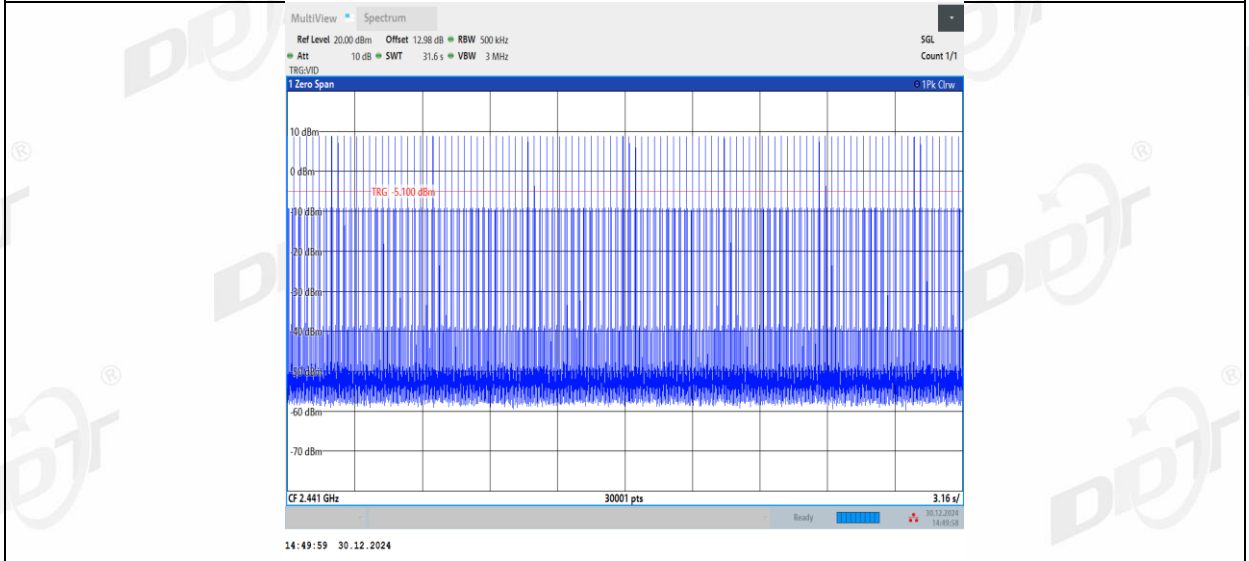 MultiView Spectrum
Ref Level 20.00 dBm Offset 12.98 dB RBW 500 kHz SGL
Att 10 dB SWT 31.6 s VBW 3 MHz Count 1/1
TRG:VID
1 Zero Span 1Pk Clrw
10 dBm
0 dBm
TRG -5.100 dBm
-10 dBm
-20 dBm
-30 dBm
-40 dBm
-50 dBm
-60 dBm
-70 dBm
CF 2.441 GHz 30001 pts 3.16 s/
Ready 30.12.2024
14:49:58
14:49:59 30.12.2024
DDT ®
DDT ®
DDT ®
DDT ®